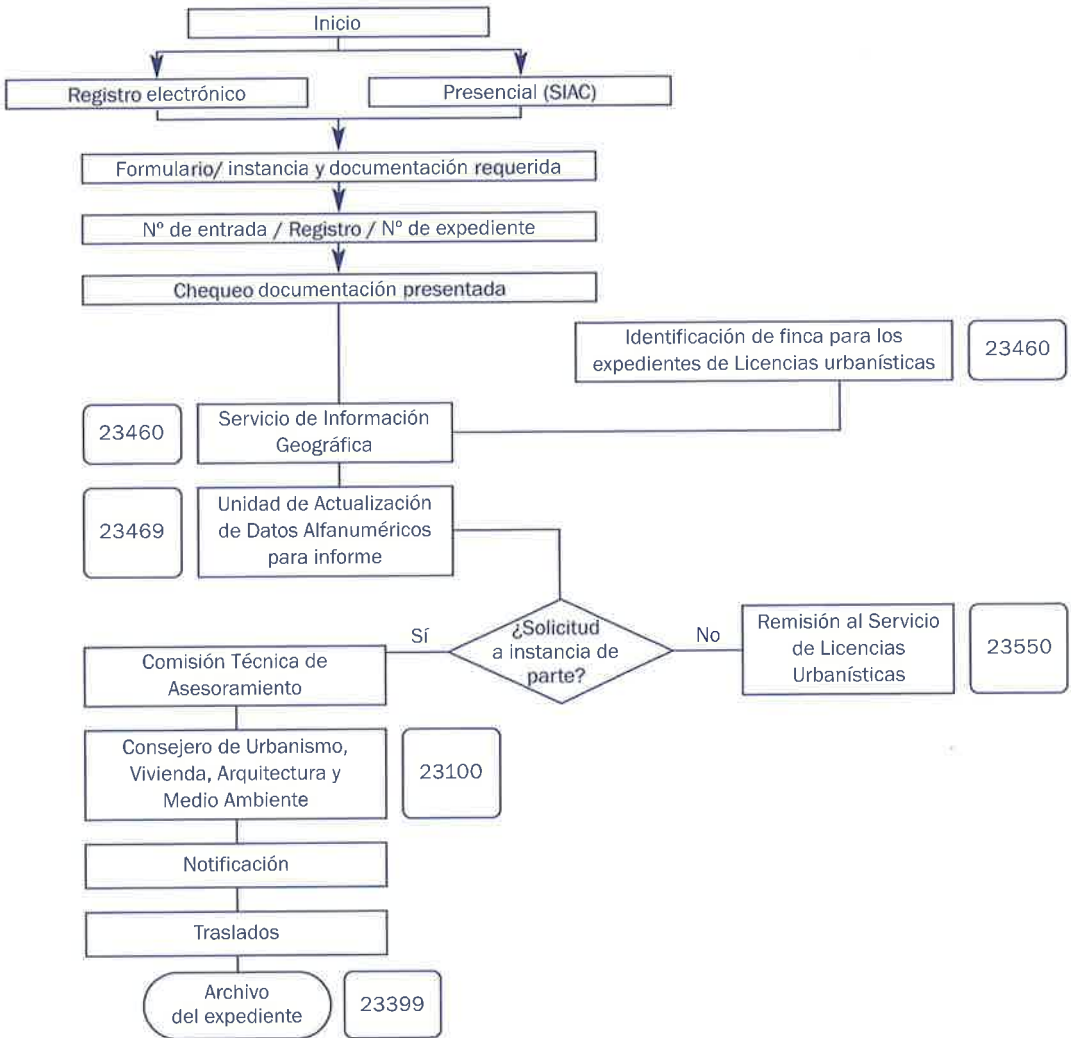 Inicio
Registro electrónico
Presencial (SIAC)
Formulario/ instancia y documentación requerida
Nº de entrada / Registro / Nº de expediente
Chequeo documentación presentada
Identificación de finca para los
expedientes de Licencias urbanísticas
23460
23460
Servicio de Información
Geográfica
23469
Unidad de Actualización
de Datos Alfanuméricos
para informe
¿Solicitud
a instancia de
parte?
Sí
No
Remisión al Servicio
de Licencias
Urbanísticas
23550
Comisión Técnica de
Asesoramiento
Consejero de Urbanismo,
Vivienda, Arquitectura y
Medio Ambiente
23100
Notificación
Traslados
Archivo
del expediente
23399